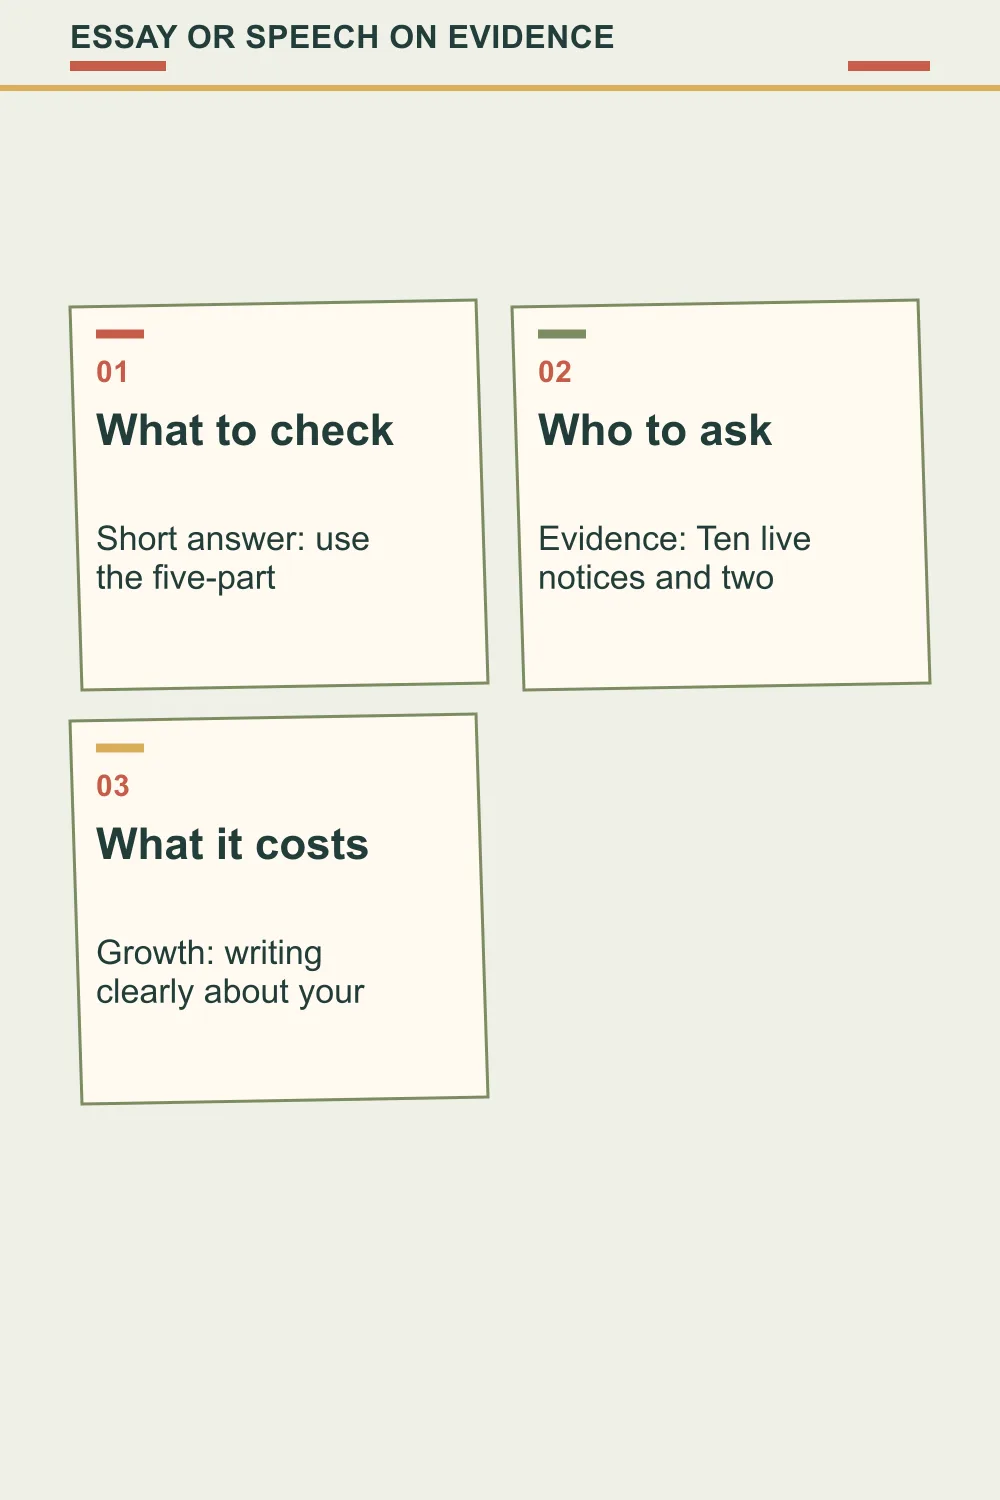 ESSAY OR SPEECH ON EVIDENCE
01
What to check
Short answer: use
the five-part
02
Who to ask
Evidence: Ten live
notices and two
03
What it costs
Growth: writing
clearly about your